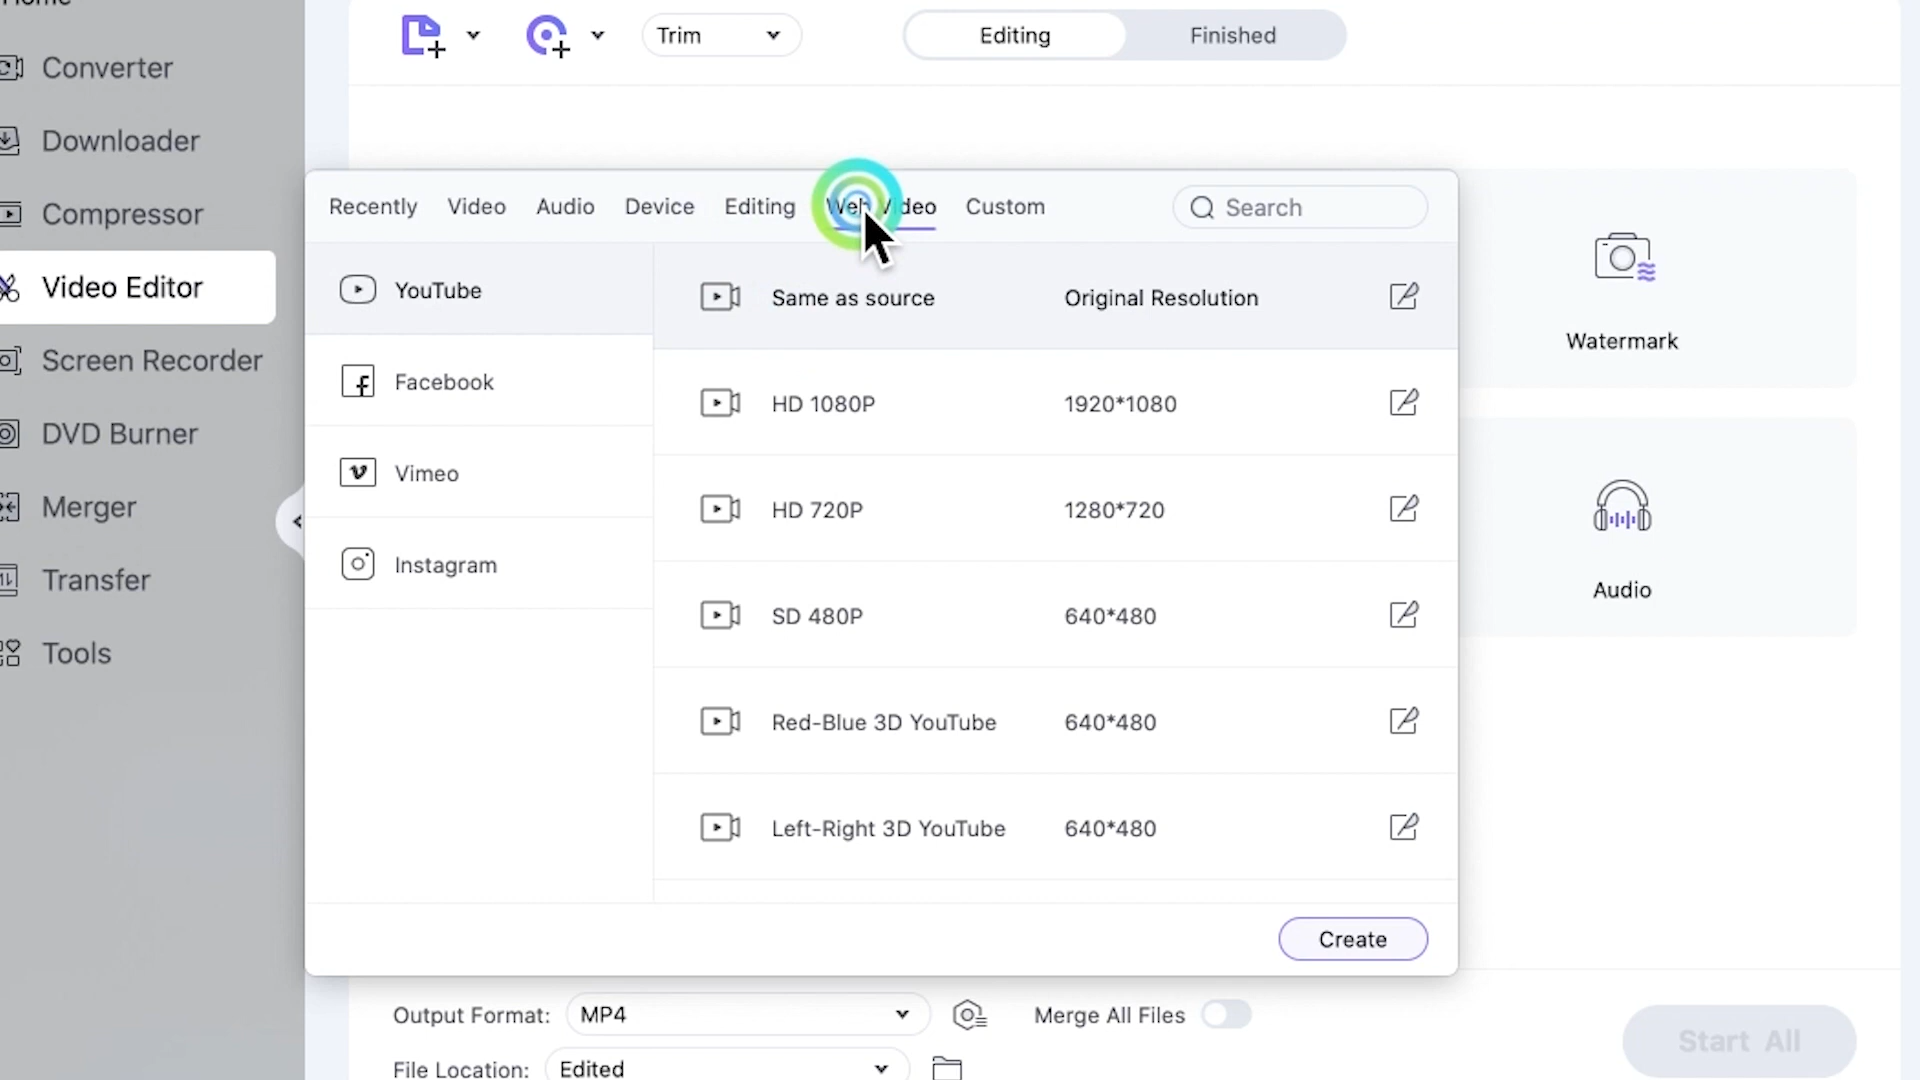 Home
Converter
Downloader
Compressor
Video Editor
Screen Recorder
DVD Burner
Merger
Transfer
Tools
Trim
Editing
Finished
Recently
Video
Audio
Device
Editing
Web Video
Custom
Search
YouTube
Facebook
Vimeo
Instagram
Same as source
Original Resolution
HD 1080P
1920*1080
HD 720P
1280*720
SD 480P
640*480
Red-Blue 3D YouTube
640*480
Left-Right 3D YouTube
640*480
Create
Watermark
Audio
Output Format:
MP4
Merge All Files
File Location:
Edited
Start All